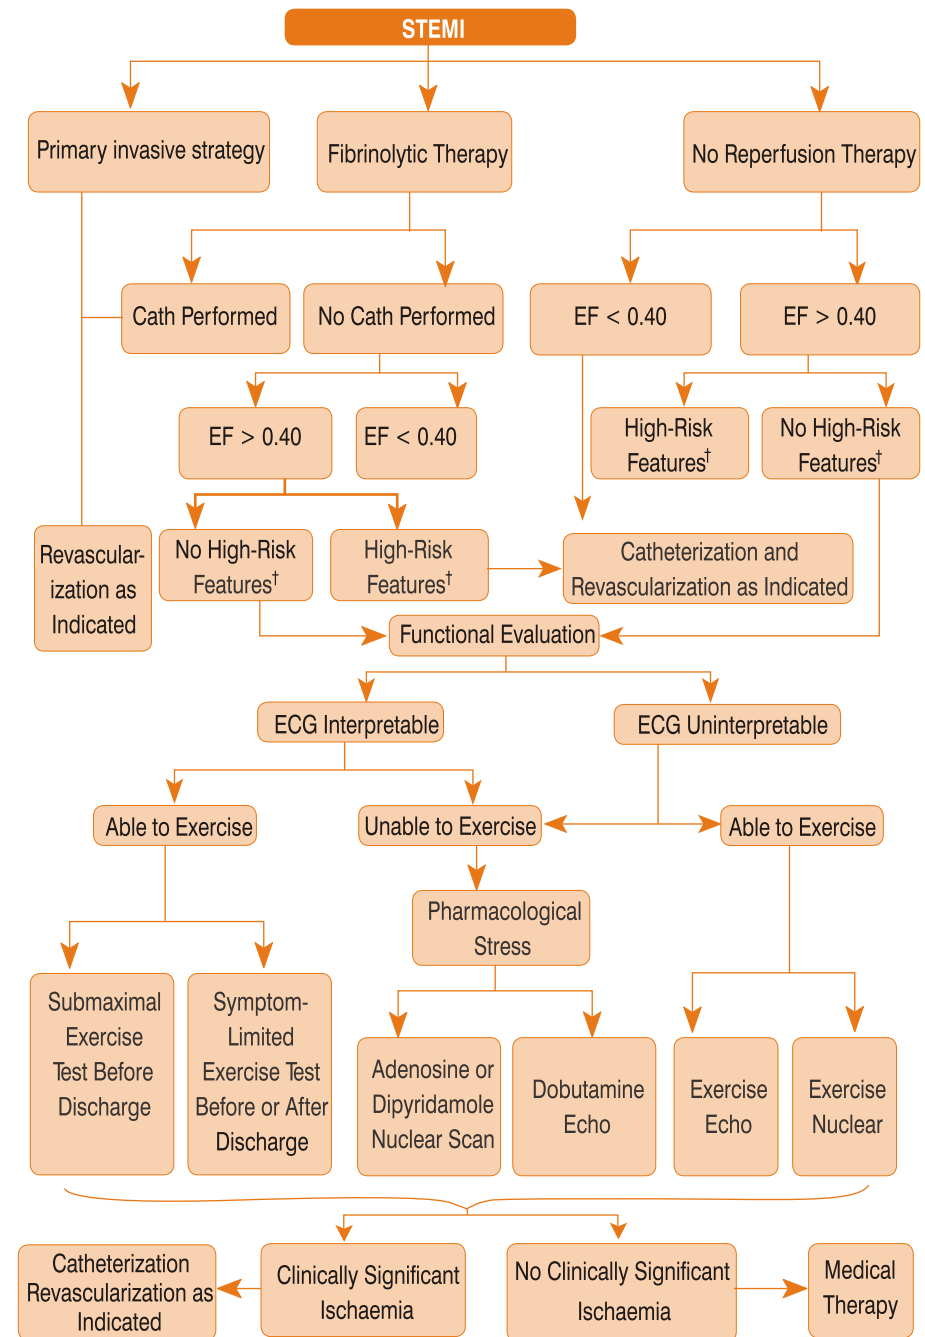 STEMI
Primary invasive strategy
Fibrinolytic Therapy
No Reperfusion Therapy
Cath Performed
No Cath Performed
EF < 0.40
EF > 0.40
EF > 0.40
EF < 0.40
High-Risk
Features†
No High-Risk
Features†
Revascular-
ization as
Indicated
No High-Risk
Features†
High-Risk
Features†
Catheterization and
Revascularization as Indicated
Functional Evaluation
ECG Interpretable
ECG Uninterpretable
Able to Exercise
Unable to Exercise
Able to Exercise
Pharmacological
Stress
Submaximal
Exercise
Test Before
Discharge
Symptom-
Limited
Exercise Test
Before or After
Discharge
Adenosine or
Dipyridamole
Nuclear Scan
Dobutamine
Echo
Exercise
Echo
Exercise
Nuclear
Catheterization
Revascularization as
Indicated
Clinically Significant
Ischaemia
No Clinically Significant
Ischaemia
Medical
Therapy